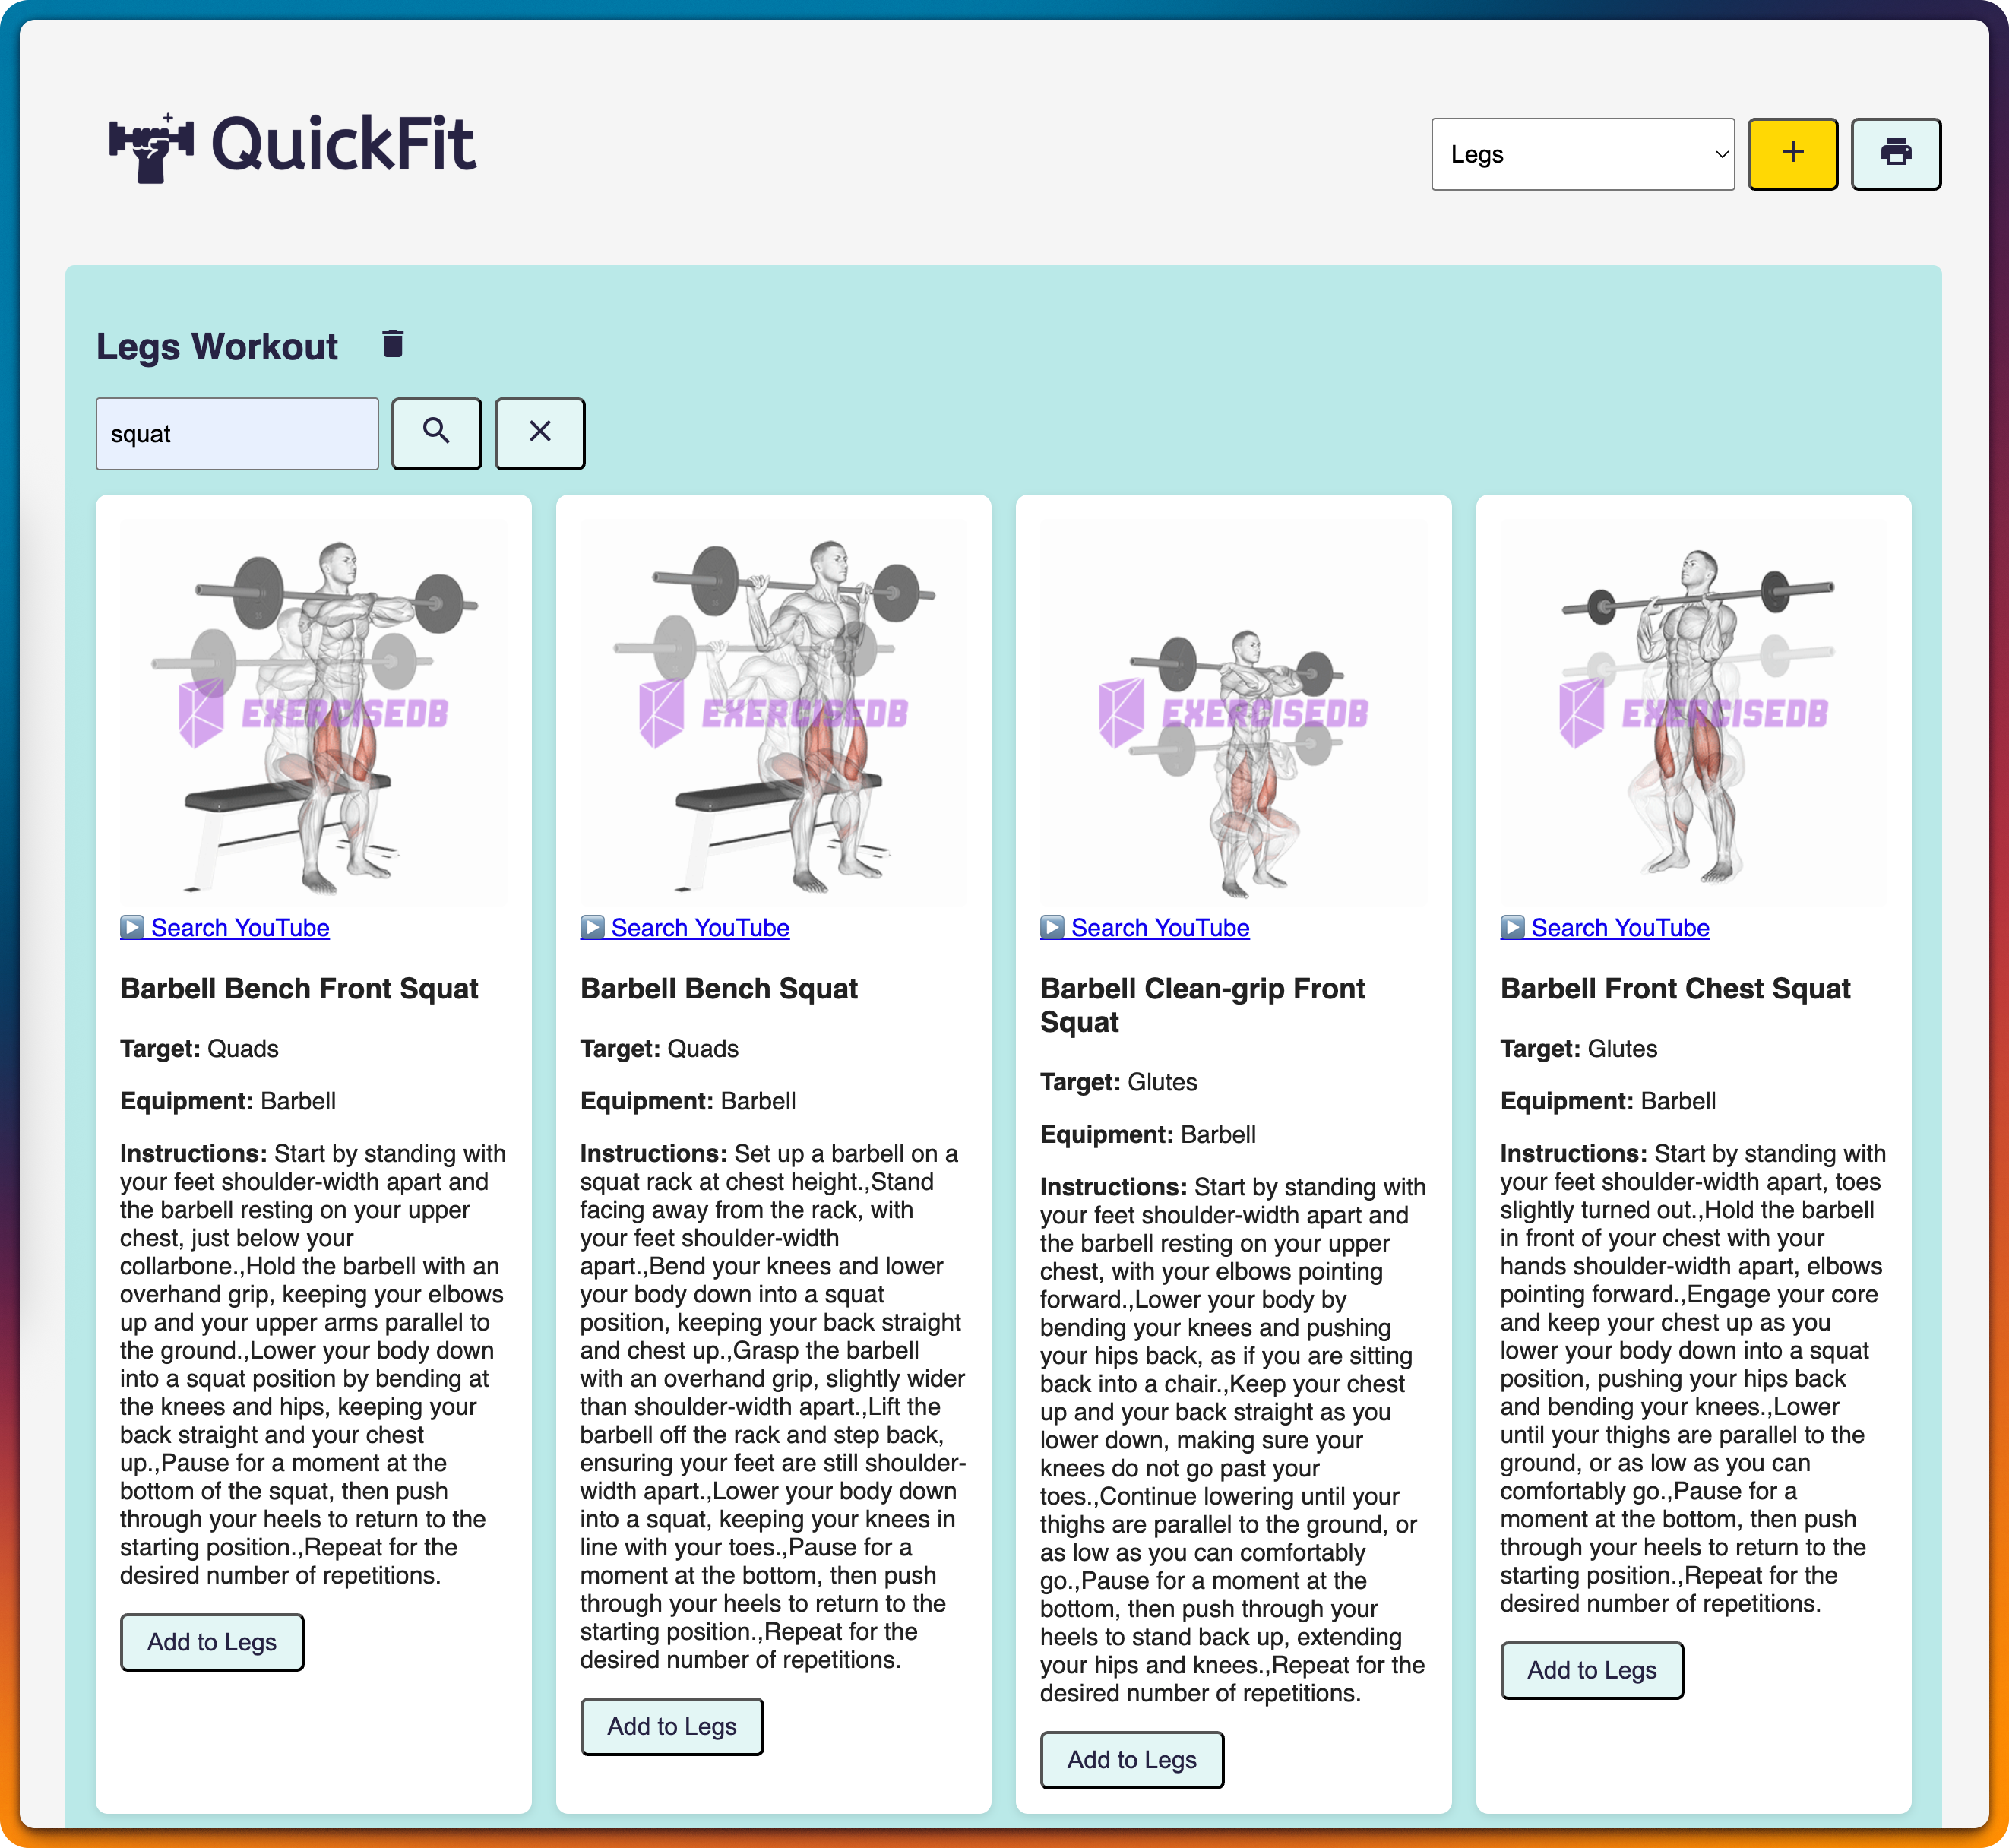 QuickFit
Legs
Legs Workout
squat
EXERCISEDB
Search YouTube
Barbell Bench Front Squat
Target: Quads
Equipment: Barbell
Instructions: Start by standing with
your feet shoulder-width apart and
the barbell resting on your upper
chest, just below your
collarbone.,Hold the barbell with an
overhand grip, keeping your elbows
up and your upper arms parallel to
the ground.,Lower your body down
into a squat position by bending at
the knees and hips, keeping your
back straight and your chest
up.,Pause for a moment at the
bottom of the squat, then push
through your heels to return to the
starting position.,Repeat for the
desired number of repetitions.
Add to Legs
EXERCISEDB
Search YouTube
Barbell Bench Squat
Target: Quads
Equipment: Barbell
Instructions: Set up a barbell on a
squat rack at chest height.,Stand
facing away from the rack, with
your feet shoulder-width
apart.,Bend your knees and lower
your body down into a squat
position, keeping your back straight
and chest up.,Grasp the barbell
with an overhand grip, slightly wider
than shoulder-width apart.,Lift the
barbell off the rack and step back,
ensuring your feet are still shoulder-
width apart.,Lower your body down
into a squat, keeping your knees in
line with your toes.,Pause for a
moment at the bottom, then push
through your heels to return to the
starting position.,Repeat for the
desired number of repetitions.
Add to Legs
EXERCISEDB
Search YouTube
Barbell Clean-grip Front
Squat
Target: Glutes
Equipment: Barbell
Instructions: Start by standing with
your feet shoulder-width apart and
the barbell resting on your upper
chest, with your elbows pointing
forward.,Lower your body by
bending your knees and pushing
your hips back, as if you are sitting
back into a chair.,Keep your chest
up and your back straight as you
lower down, making sure your
knees do not go past your
toes.,Continue lowering until your
thighs are parallel to the ground, or
as low as you can comfortably
go.,Pause for a moment at the
bottom, then push through your
heels to stand back up, extending
your hips and knees.,Repeat for the
desired number of repetitions.
Add to Legs
EXERCISEDB
Search YouTube
Barbell Front Chest Squat
Target: Glutes
Equipment: Barbell
Instructions: Start by standing with
your feet shoulder-width apart, toes
slightly turned out.,Hold the barbell
in front of your chest with your
hands shoulder-width apart, elbows
pointing forward.,Engage your core
and keep your chest up as you
lower your body down into a squat
position, pushing your hips back
and bending your knees.,Lower
until your thighs are parallel to the
ground, or as low as you can
comfortably go.,Pause for a
moment at the bottom, then push
through your heels to return to the
starting position.,Repeat for the
desired number of repetitions.
Add to Legs